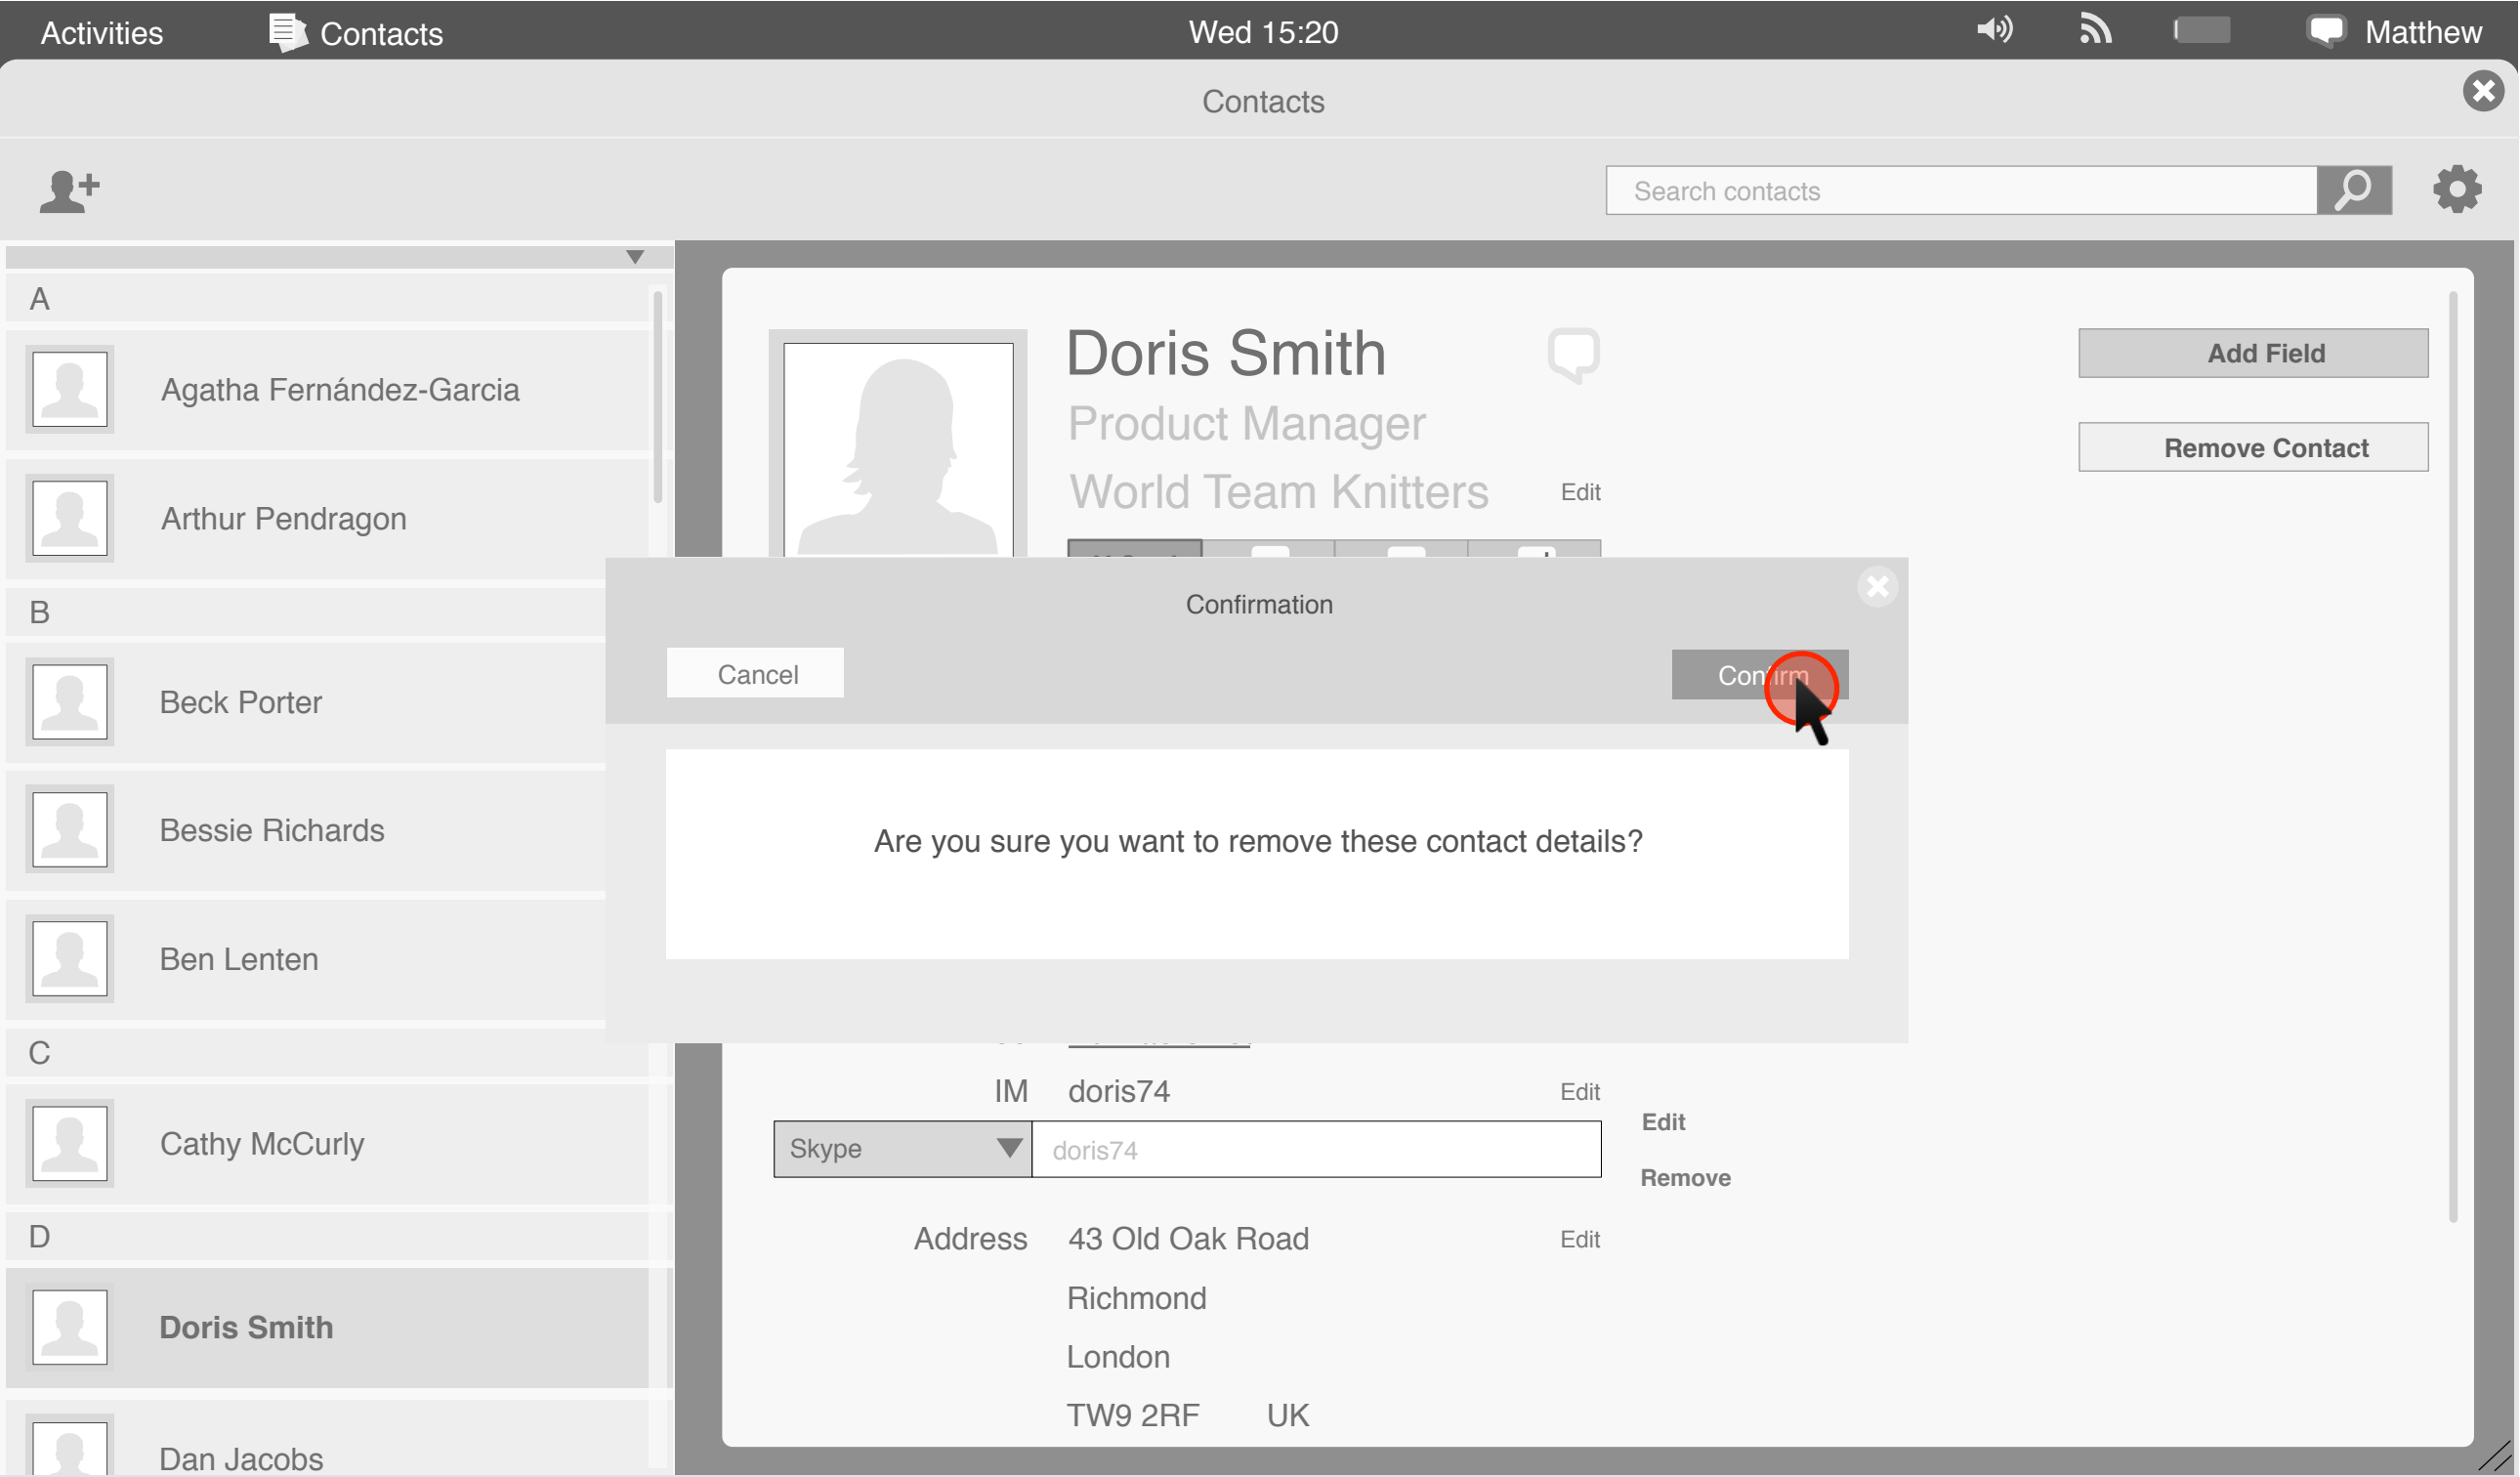 Activities
Contacts
Wed 15:20
Matthew
Contacts
Search contacts
A
Agatha Fernández-Garcia
Arthur Pendragon
B
Beck Porter
Bessie Richards
Ben Lenten
C
Cathy McCurly
D
Doris Smith
Dan Jacobs
Doris Smith
Product Manager
World Team Knitters
Edit
Add Field
Remove Contact
Confirmation
Cancel
Confirm
Are you sure you want to remove these contact details?
IM doris74 Edit
Skype doris74
Edit
Remove
Address 43 Old Oak Road Edit
Richmond
London
TW9 2RF UK